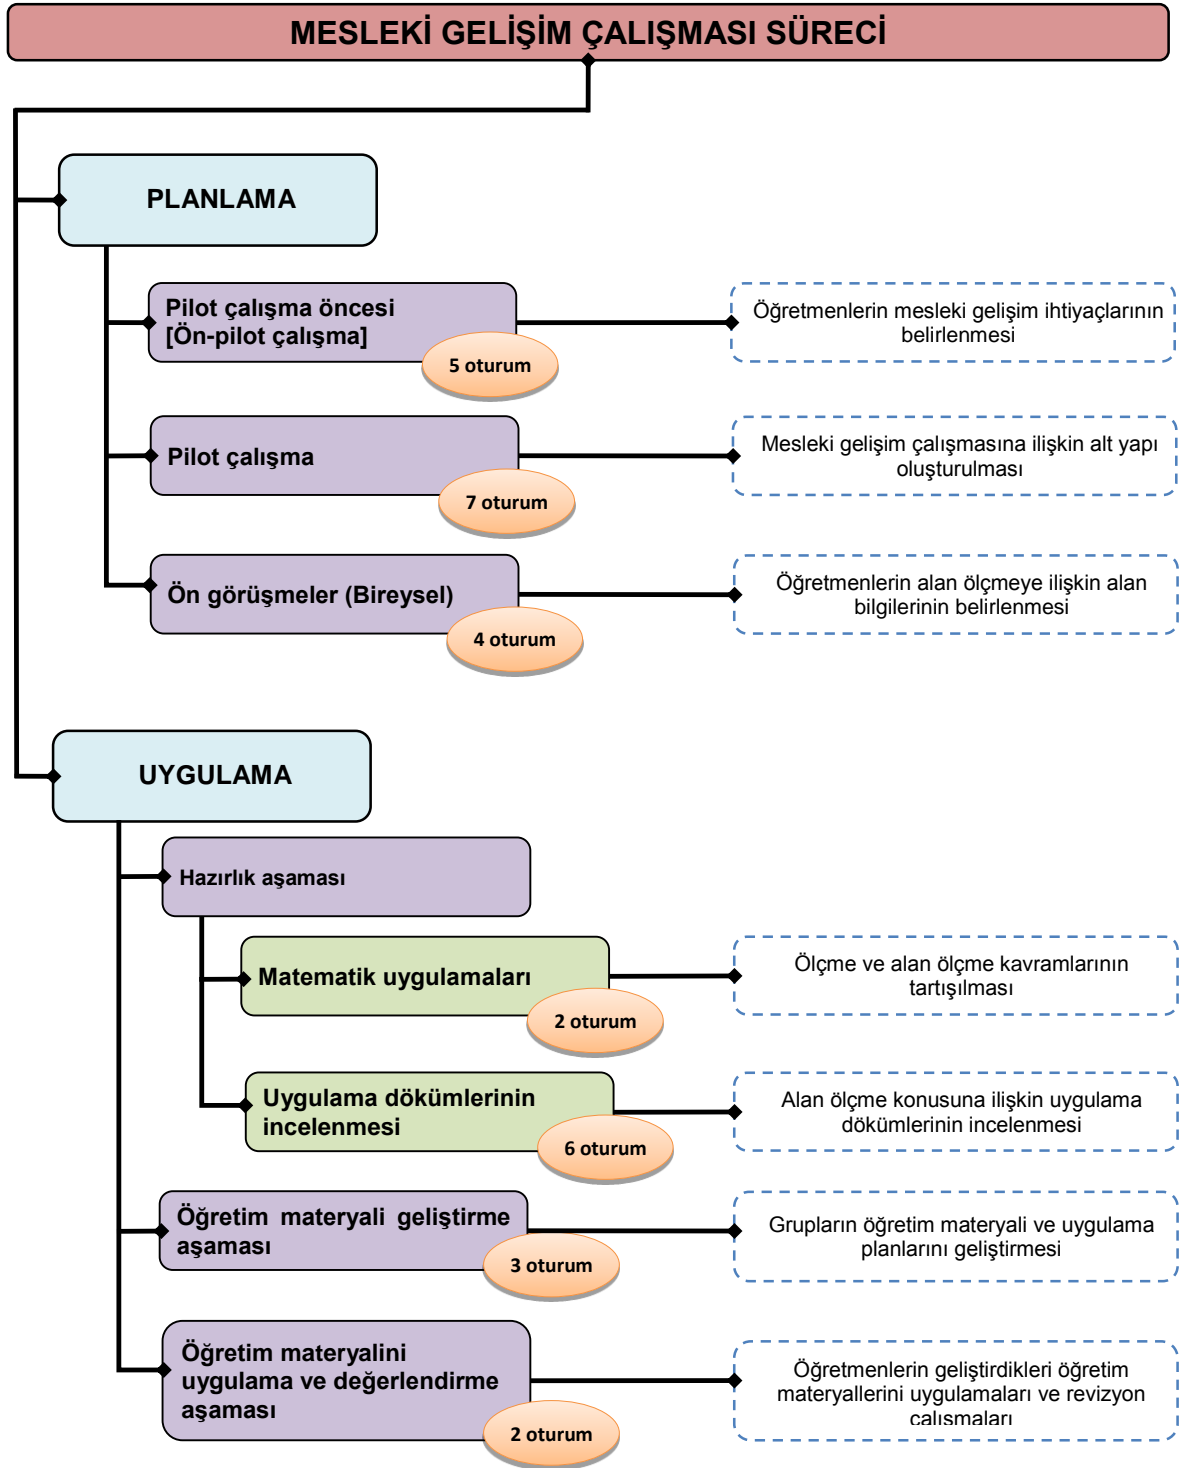 MESLEKİ GELİŞİM ÇALIŞMASI SÜRECİ
PLANLAMA
Pilot çalışma öncesi
[Ön-pilot çalışma]
5 oturum
Öğretmenlerin mesleki gelişim ihtiyaçlarının
belirlenmesi
Pilot çalışma
7 oturum
Mesleki gelişim çalışmasına ilişkin alt yapı
oluşturulması
Ön görüşmeler (Bireysel)
4 oturum
Öğretmenlerin alan ölçmeye ilişkin alan
bilgilerinin belirlenmesi
UYGULAMA
Hazırlık aşaması
Matematik uygulamaları
2 oturum
Ölçme ve alan ölçme kavramlarının
tartışılması
Uygulama dökümlerinin
incelenmesi
6 oturum
Alan ölçme konusuna ilişkin uygulama
dökümlerinin incelenmesi
Öğretim materyali geliştirme
aşaması
3 oturum
Grupların öğretim materyali ve uygulama
planlarını geliştirmesi
Öğretim materyalini
uygulama ve değerlendirme
aşaması
2 oturum
Öğretmenlerin geliştirdikleri öğretim
materyallerini uygulamaları ve revizyon
çalışmaları